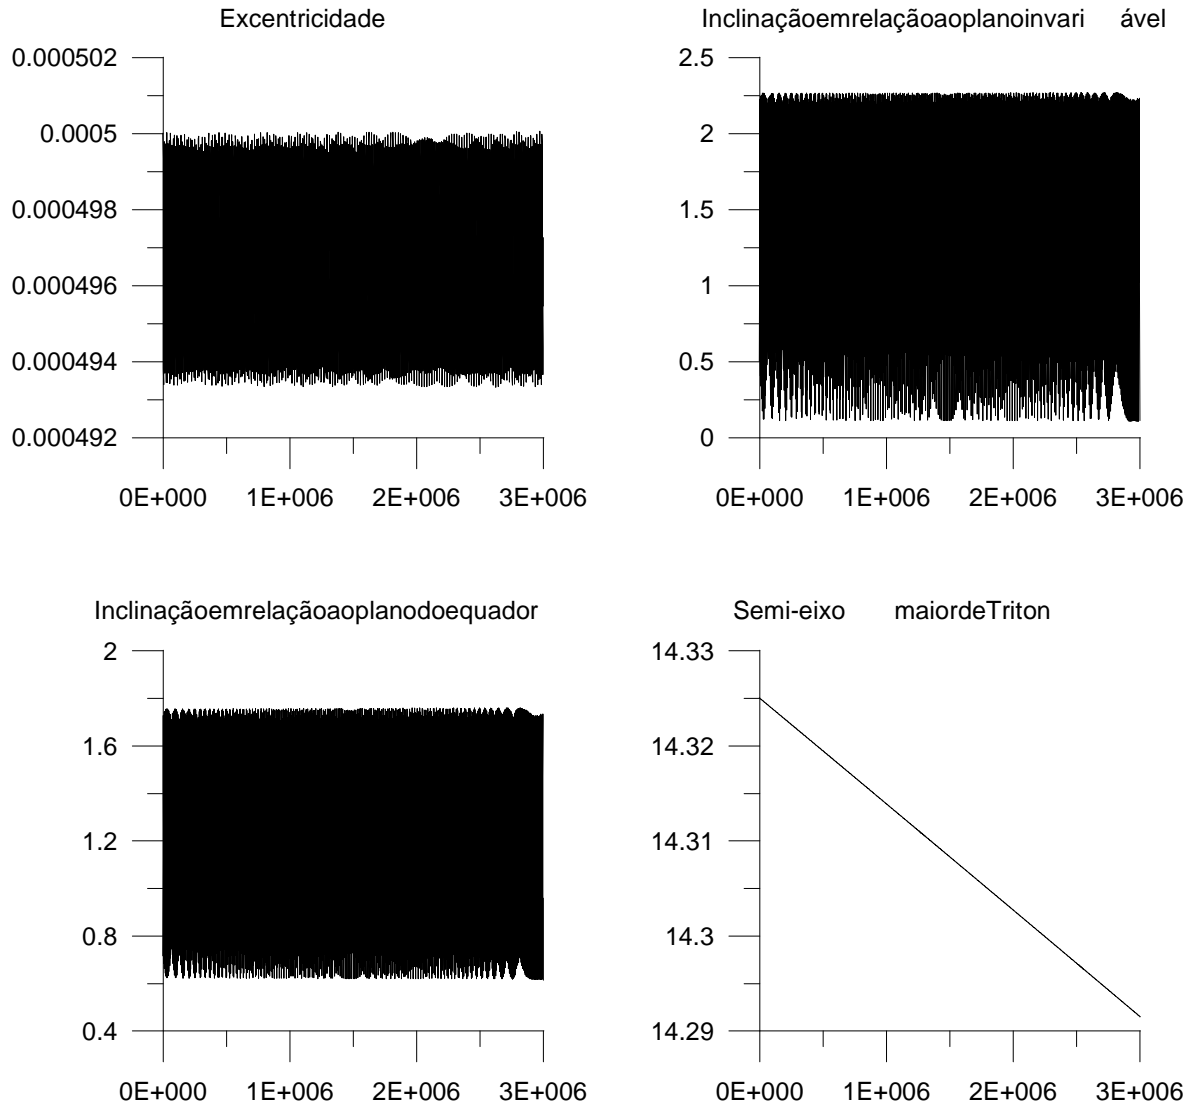 Excentricidade
0.000502
0.0005
0.000498
0.000496
0.000494
0.000492
0E+000 1E+006 2E+006 3E+006
Inclinaçãoemrelaçãoaoplanoinvari ável
2.5
2
1.5
1
0.5
0
0E+000 1E+006 2E+006 3E+006
Inclinaçãoemrelaçãoaoplanodoequador
2
1.6
1.2
0.8
0.4
0E+000 1E+006 2E+006 3E+006
Semi-eixo maiordeTriton
14.33
14.32
14.31
14.3
14.29
0E+000 1E+006 2E+006 3E+006